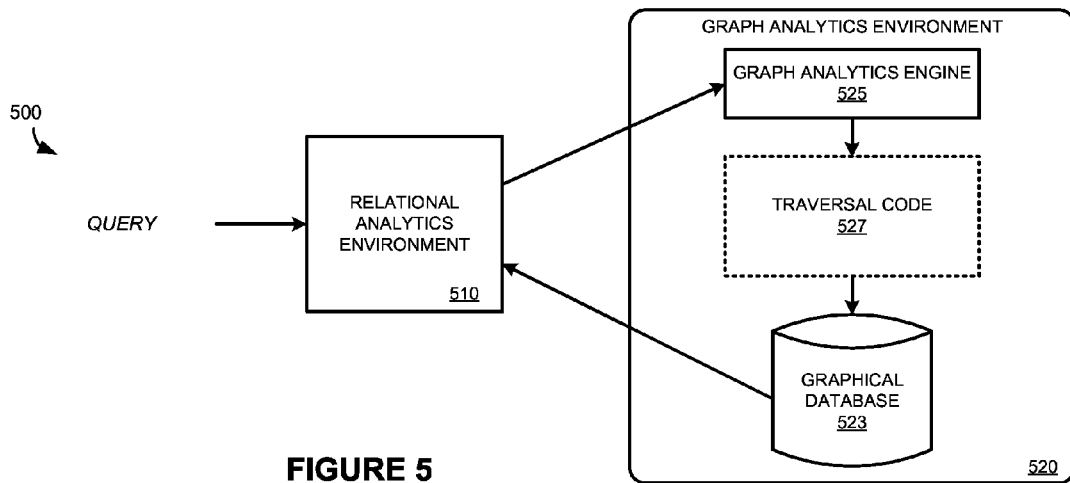 500
QUERY
RELATIONAL
ANALYTICS
ENVIRONMENT
510
GRAPH ANALYTICS ENVIRONMENT
GRAPH ANALYTICS ENGINE
525
TRAVERSAL CODE
527
GRAPHICAL
DATABASE
523
520
FIGURE 5